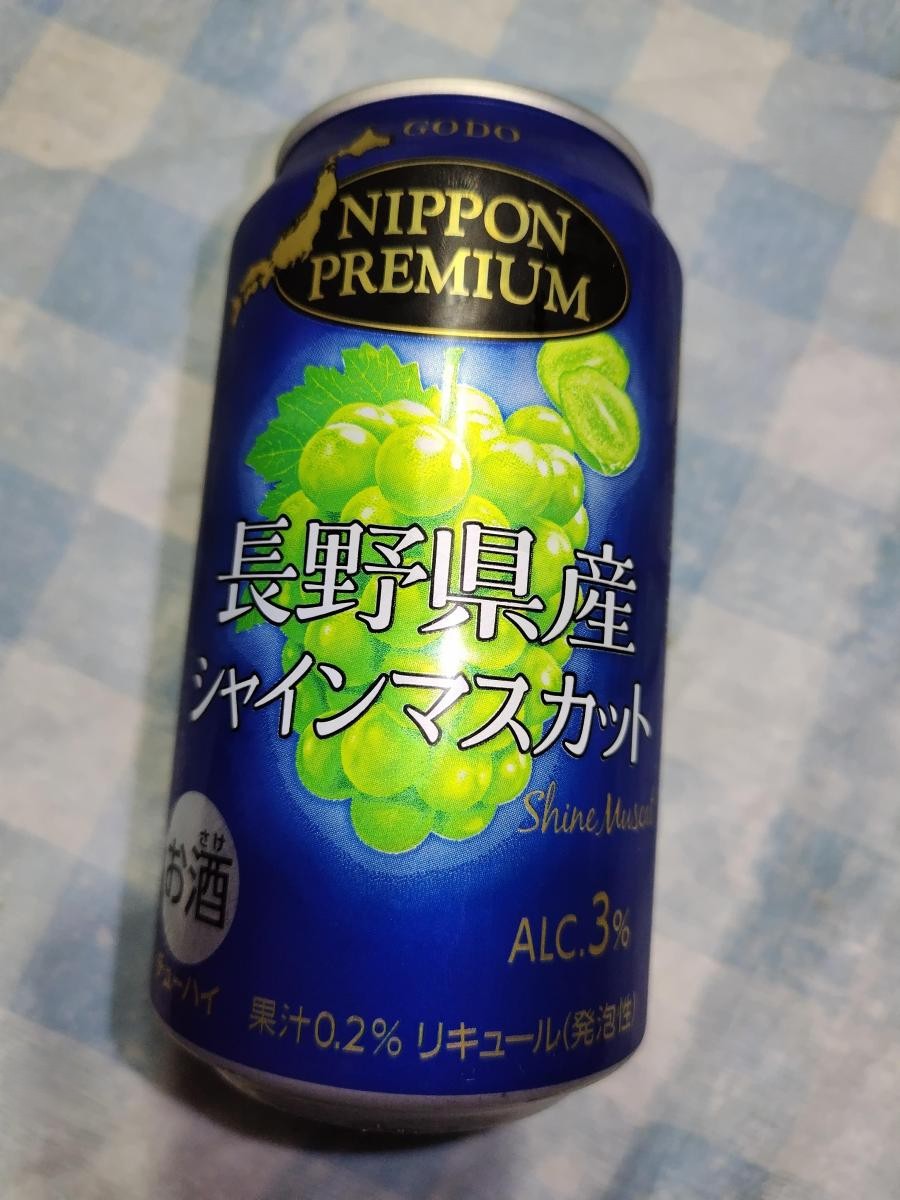 GODO
NIPPON
PREMIUM
長野県産
シャインマスカット
Shine Muscat
さけ
お酒
ALC.3%
チューハイ
果汁0.2% リキュール(発泡性)